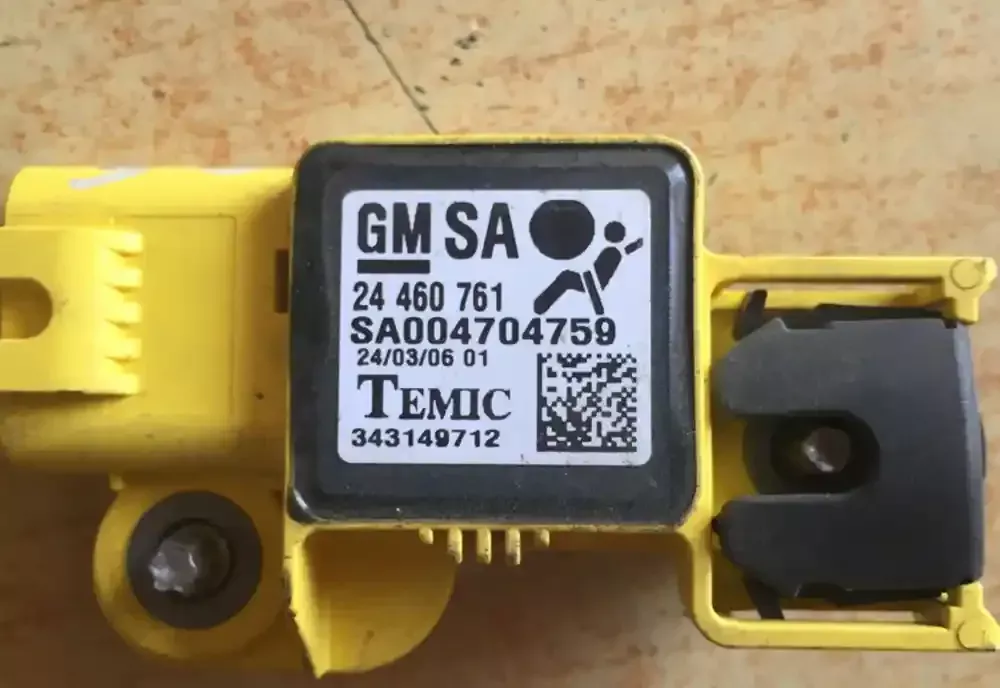 GM SA
24 460 761
SA004704759
24/03/06 01
TEMIC
343149712